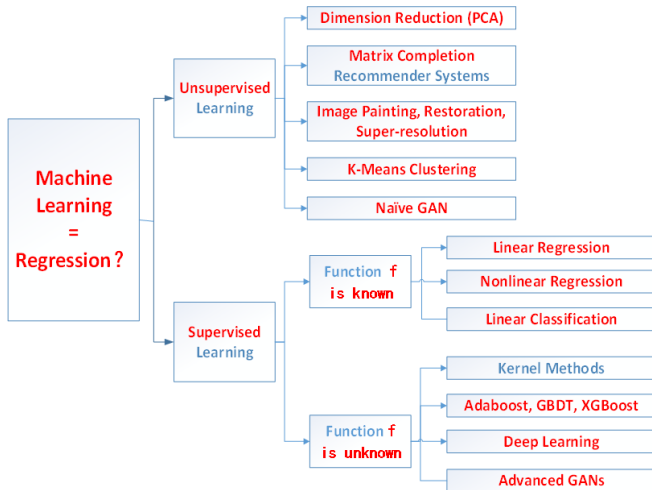 Machine
Learning
=
Regression?
Unsupervised
Learning
Dimension Reduction (PCA)
Matrix Completion
Recommender Systems
Image Painting, Restoration,
Super-resolution
K-Means Clustering
Naïve GAN
Supervised
Learning
Function f
is known
Linear Regression
Nonlinear Regression
Linear Classification
Function f
is unknown
Kernel Methods
Adaboost, GBDT, XGBoost
Deep Learning
Advanced GANs